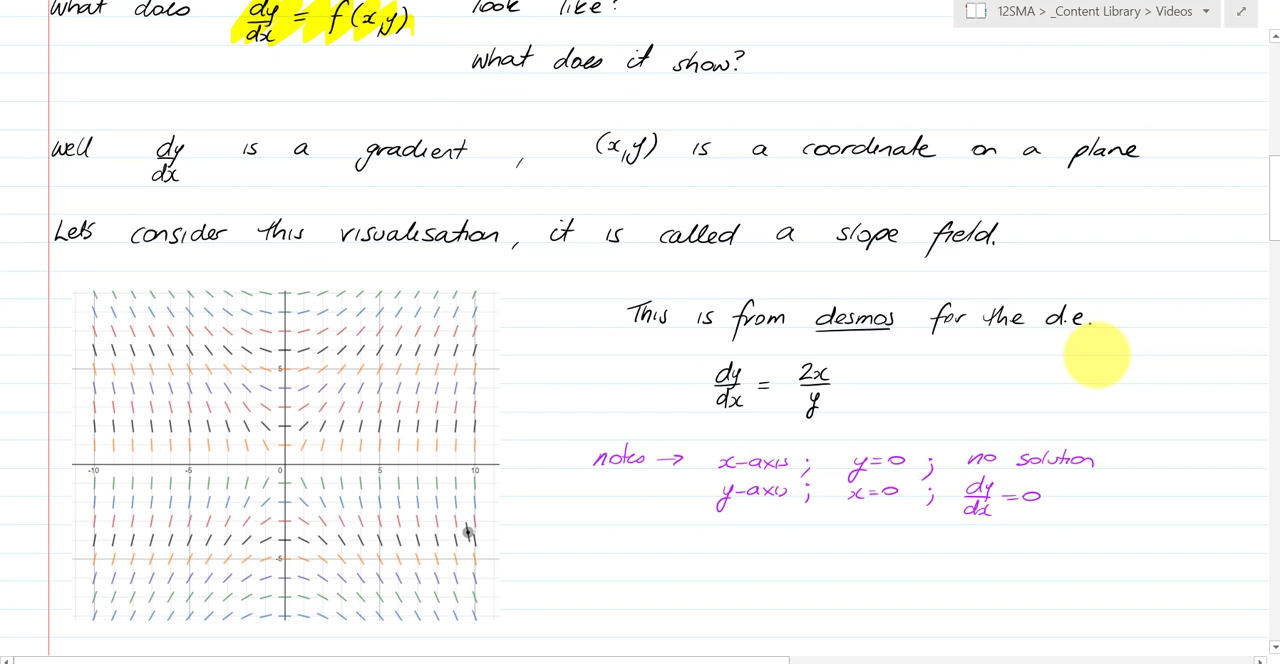 What does dy/dx = f(x,y) look like?
12SMA > _Content Library > Videos
What does it show?
Well dy/dx is a gradient, (x,y) is a coordinate on a plane
Lets consider this visualisation, it is called a slope field.
This is from desmos for the d.e.
dy/dx = 2x/y
notes → x-axis ; y=0 ; no solution
y-axis ; x=0 ; dy/dx = 0
5
-10 -5 0 5 10
-5